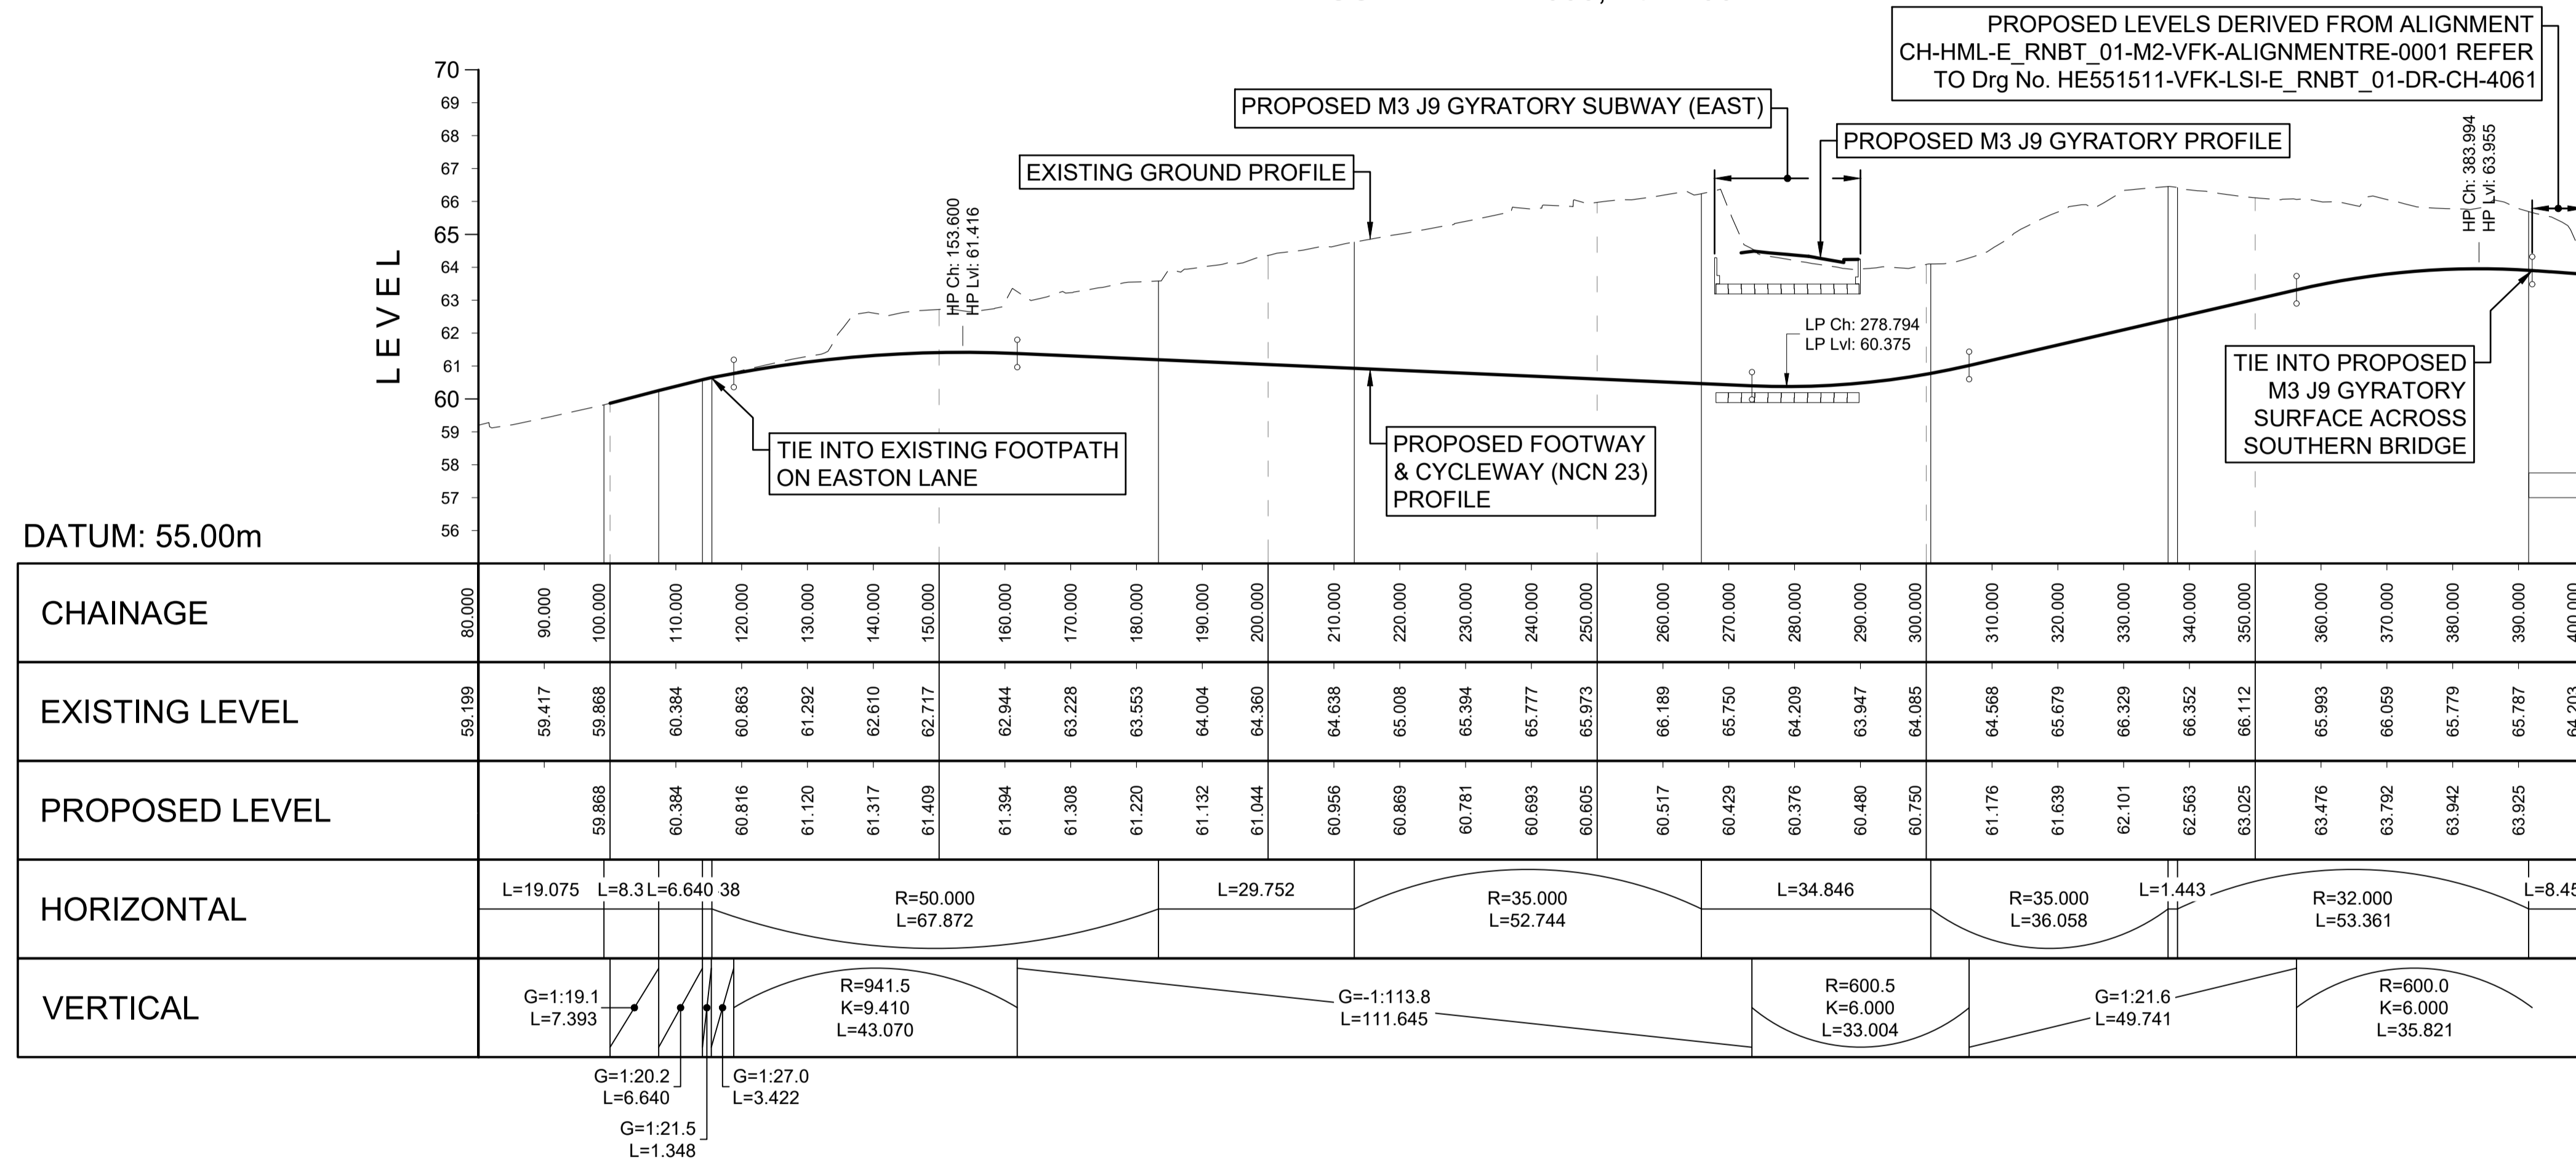 PROPOSED LEVELS DERIVED FROM ALIGNMENT
CH-HML-E_RNBT_01-M2-VFK-ALIGNMENTRE-0001 REFER
TO Drg No. HE551511-VFK-LSI-E_RNBT_01-DR-CH-4061
PROPOSED M3 J9 GYRATORY SUBWAY (EAST)
PROPOSED M3 J9 GYRATORY PROFILE
EXISTING GROUND PROFILE
HP Ch: 153.600
HP Lvl: 61.416
HP Ch: 383.994
HP Lvl: 63.955
LP Ch: 278.794
LP Lvl: 60.375
TIE INTO EXISTING FOOTPATH
ON EASTON LANE
PROPOSED FOOTWAY
& CYCLEWAY (NCN 23)
PROFILE
TIE INTO PROPOSED
M3 J9 GYRATORY
SURFACE ACROSS
SOUTHERN BRIDGE
LEVEL
70
69
68
67
66
65
64
63
62
61
60
59
58
57
56
DATUM: 55.00m
CHAINAGE
80.000
90.000
100.000
110.000
120.000
130.000
140.000
150.000
160.000
170.000
180.000
190.000
200.000
210.000
220.000
230.000
240.000
250.000
260.000
270.000
280.000
290.000
300.000
310.000
320.000
330.000
340.000
350.000
360.000
370.000
380.000
390.000
400.000
EXISTING LEVEL
59.199
59.417
59.868
60.384
60.863
61.292
62.610
62.717
62.944
63.228
63.553
64.004
64.360
64.638
65.008
65.394
65.777
65.973
66.189
65.750
64.209
63.947
64.085
64.568
65.679
66.329
66.352
66.112
65.993
66.059
65.779
65.787
64.203
PROPOSED LEVEL
59.868
60.384
60.816
61.120
61.317
61.409
61.394
61.308
61.220
61.132
61.044
60.956
60.869
60.781
60.693
60.605
60.517
60.429
60.376
60.480
60.750
61.176
61.639
62.101
62.563
63.025
63.476
63.792
63.942
63.925
HORIZONTAL
L=19.075
L=8.3
L=6.640
38
R=50.000
L=67.872
L=29.752
R=35.000
L=52.744
L=34.846
R=35.000
L=36.058
L=1.443
R=32.000
L=53.361
L=8.45
VERTICAL
G=1:19.1
L=7.393
G=1:20.2
L=6.640
G=1:21.5
L=1.348
G=1:27.0
L=3.422
R=941.5
K=9.410
L=43.070
G=-1:113.8
L=111.645
R=600.5
K=6.000
L=33.004
G=1:21.6
L=49.741
R=600.0
K=6.000
L=35.821